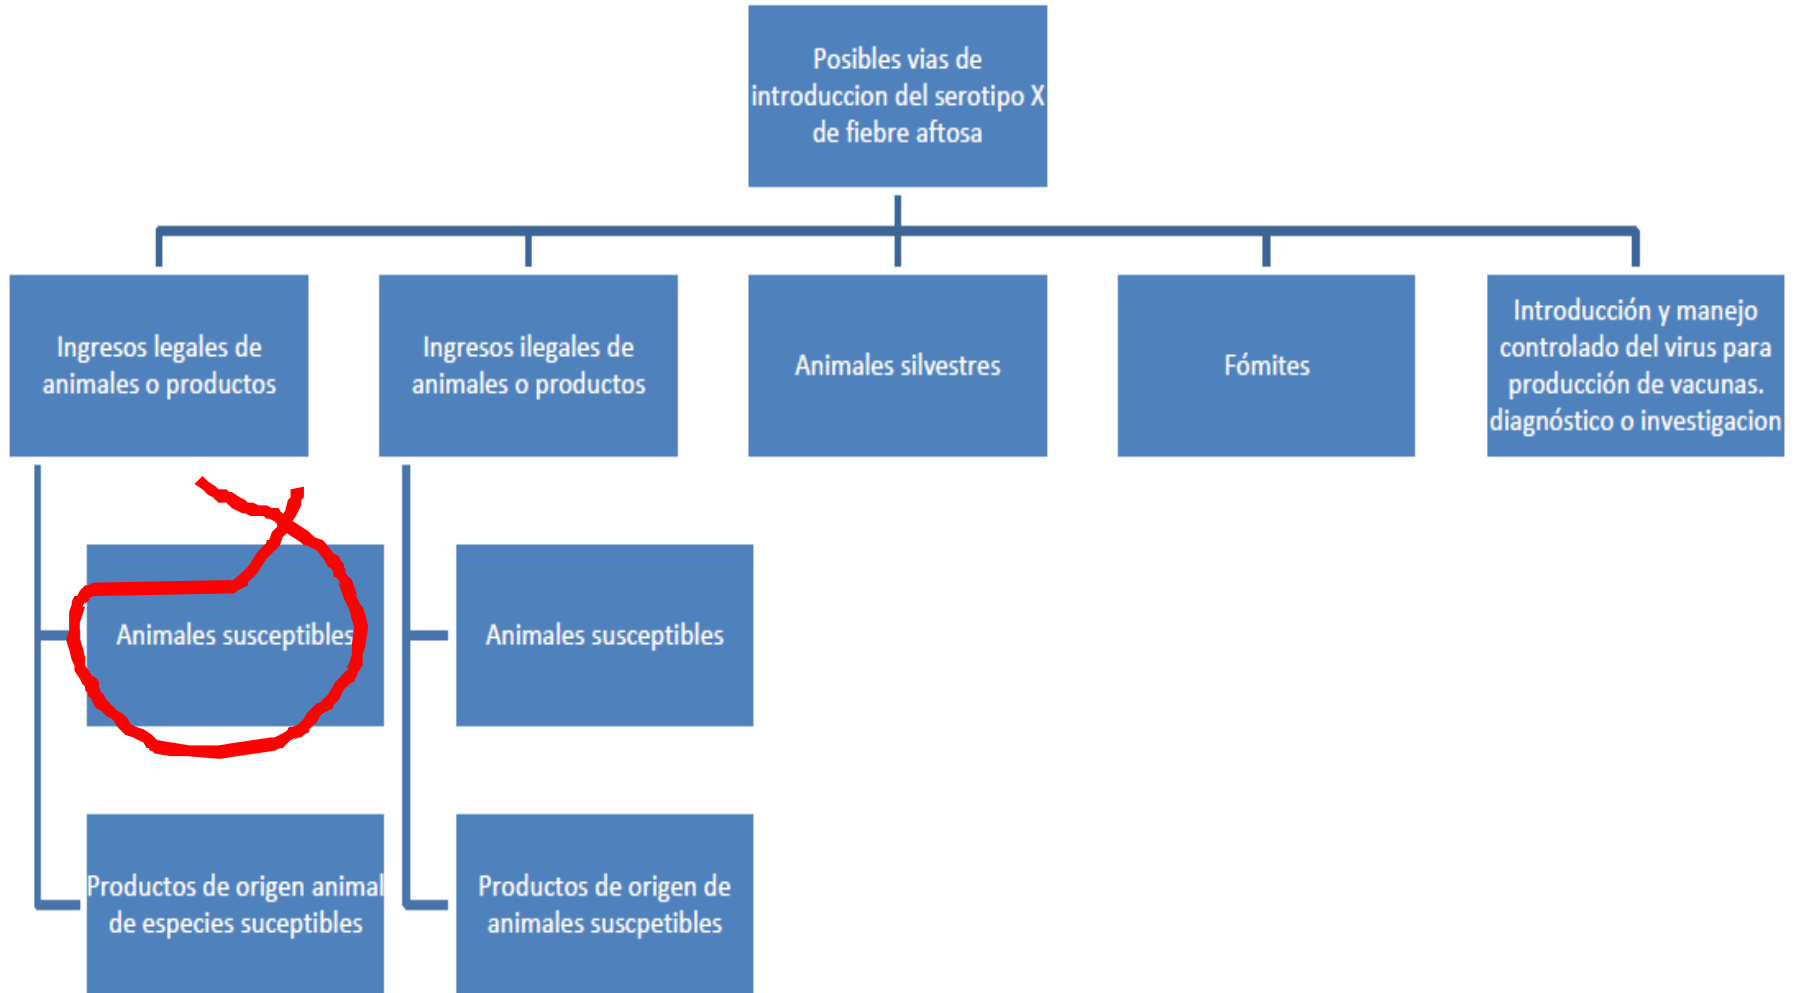 Posibles vias de
introduccion del serotipo X
de fiebre aftosa
Ingresos legales de
animales o productos
Ingresos ilegales de
animales o productos
Animales silvestres
Fómites
Introducción y manejo
controlado del virus para
producción de vacunas.
diagnóstico o investigacion
Animales susceptibles
Animales susceptibles
Productos de origen animal
de especies suceptibles
Productos de origen de
animales suscpetibles